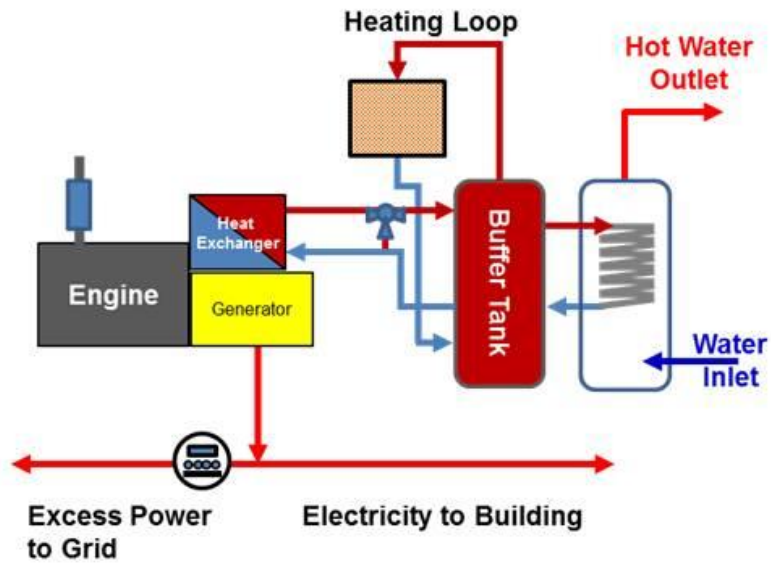 Heating Loop
Hot Water
Outlet
Heat
Exchanger
Buffer Tank
Engine
Generator
Water
Inlet
Excess Power
to Grid
Electricity to Building